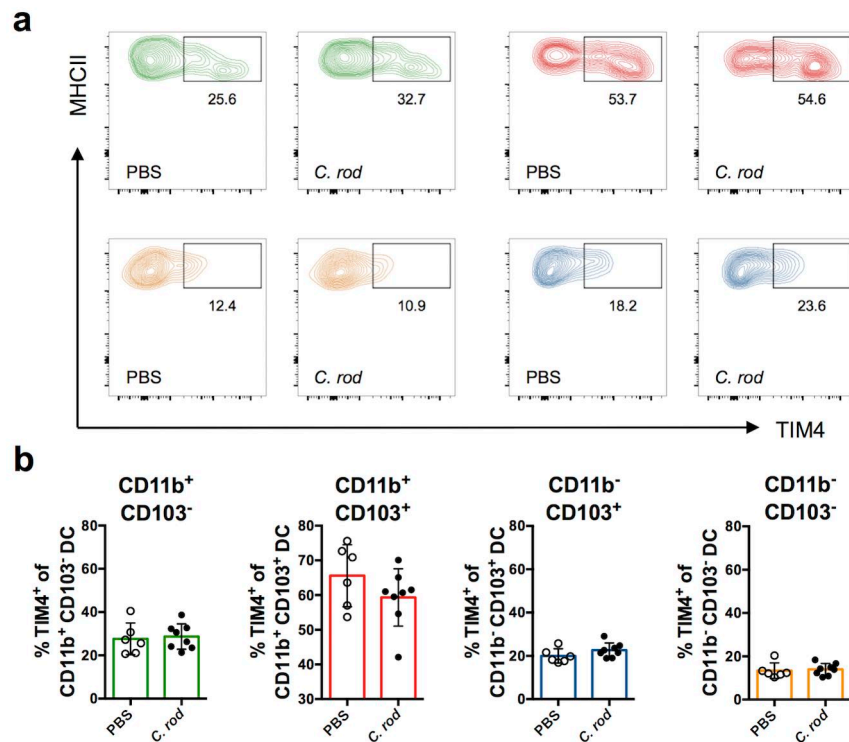 a
MHCII
25.6
32.7
53.7
54.6
PBS
C. rod
PBS
C. rod
12.4
10.9
18.2
23.6
PBS
C. rod
PBS
C. rod
TIM4
b
CD11b⁺
CD103⁻
% TIM4⁺ of
CD11b⁺ CD103⁻ DC
80
60
40
20
0
PBS
C. rod
CD11b⁺
CD103⁺
% TIM4⁺ of
CD11b⁺ CD103⁺ DC
80
70
60
50
40
30
PBS
C. rod
CD11b⁻
CD103⁺
% TIM4⁺ of
CD11b⁻ CD103⁺ DC
80
60
40
20
0
PBS
C. rod
CD11b⁻
CD103⁻
% TIM4⁺ of
CD11b⁻ CD103⁻ DC
80
60
40
20
0
PBS
C. rod